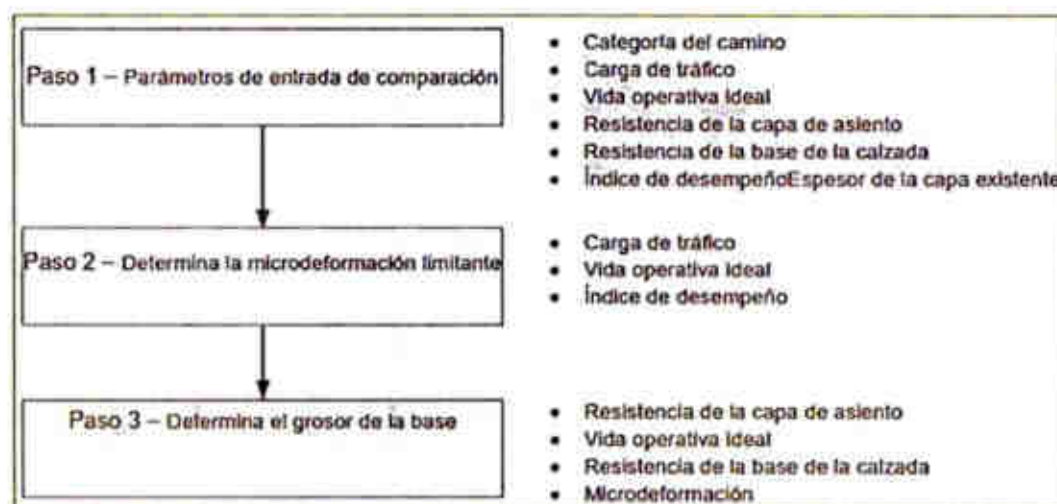 Paso 1 – Parámetros de entrada de comparación
• Categoría del camino
• Carga de tráfico
• Vida operativa ideal
• Resistencia de la capa de asiento
• Resistencia de la base de la calzada
• Índice de desempeñoEspesor de la capa existente
Paso 2 – Determina la microdeformación limitante
• Carga de tráfico
• Vida operativa ideal
• Índice de desempeño
Paso 3 – Determina el grosor de la base
• Resistencia de la capa de asiento
• Vida operativa ideal
• Resistencia de la base de la calzada
• Microdeformación